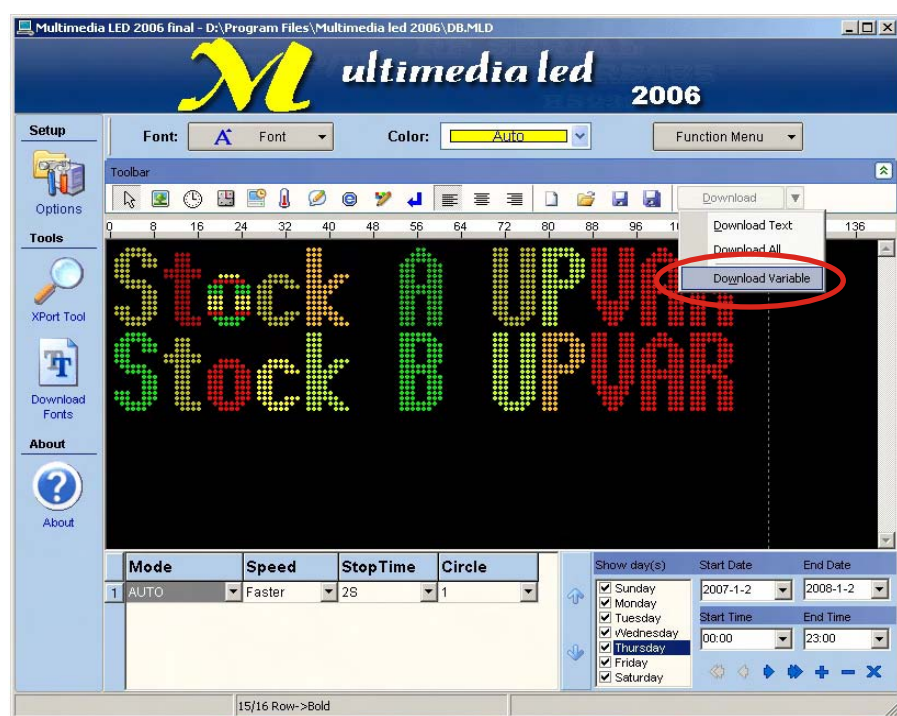 Multimedia LED 2006 final - D:\Program Files\Multimedia led 2006\DB.MLD
Multimedia led
2006
Setup
Options
Tools
XPort Tool
Download
Fonts
About
About
Font: A Font
Color: Auto
Function Menu
Toolbar
Download
Download Text
Download All
Download Variable
0 8 16 24 32 40 48 56 64 72 80 88 96 136
Stock A UPVAR
Stock B UPVAR
Mode Speed StopTime Circle
1 AUTO Faster 2S 1
Show day(s)
Sunday
Monday
Tuesday
Wednesday
Thursday
Friday
Saturday
Start Date End Date
2007-1-2 2008-1-2
Start Time End Time
00:00 23:00
15/16 Row->Bold